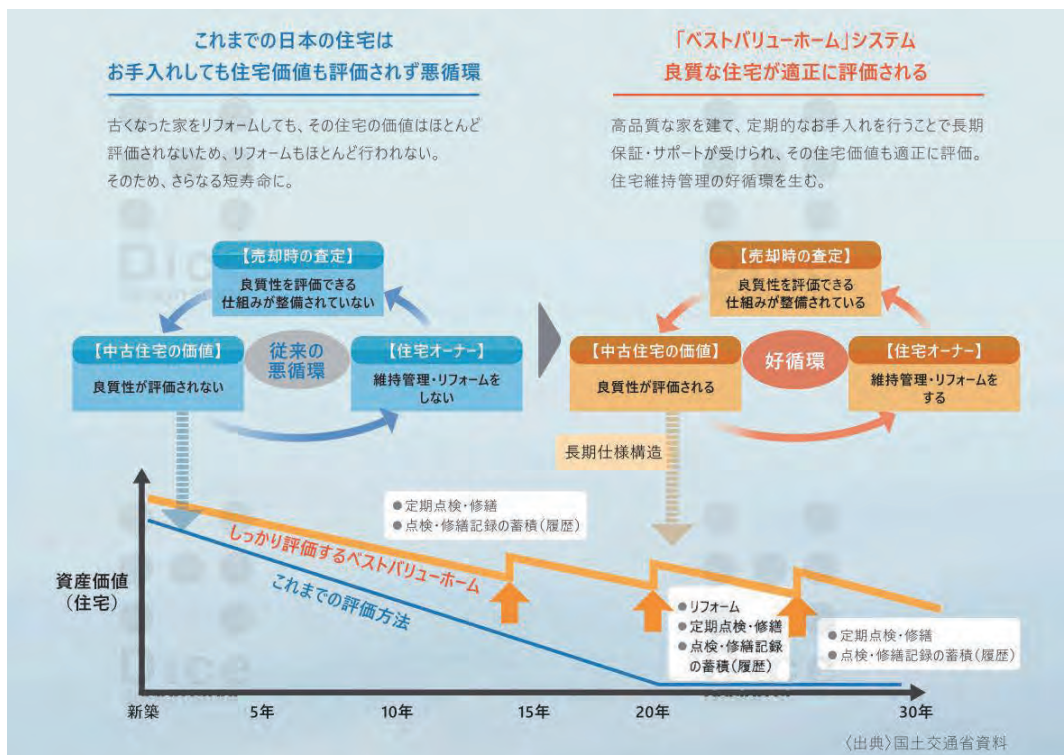 これまでの日本の住宅は
お手入れしても住宅価値も評価されず悪循環
古くなった家をリフォームしても、その住宅の価値はほとんど
評価されないため、リフォームもほとんど行われない。
そのため、さらなる短寿命に。
【売却時の査定】
良質性を評価できる
仕組みが整備されていない
【中古住宅の価値】
良質性が評価されない
従来の
悪循環
【住宅オーナー】
維持管理・リフォームを
しない
「ベストバリューホーム」システム
良質な住宅が適正に評価される
高品質な家を建て、定期的なお手入れを行うことで長期
保証・サポートが受けられ、その住宅価値も適正に評価。
住宅維持管理の好循環を生む。
【売却時の査定】
良質性を評価できる
仕組みが整備されている
【中古住宅の価値】
良質性が評価される
好循環
【住宅オーナー】
維持管理・リフォームを
する
長期仕様構造
資産価値
（住宅）
● 定期点検・修繕
● 点検・修繕記録の蓄積（履歴）
しっかり評価するベストバリューホーム
これまでの評価方法
● リフォーム
● 定期点検・修繕
● 点検・修繕記録
の蓄積（履歴）
● 定期点検・修繕
● 点検・修繕記録の蓄積（履歴）
新築
5年
10年
15年
20年
30年
〈出典〉国土交通省資料
Dice
Dice